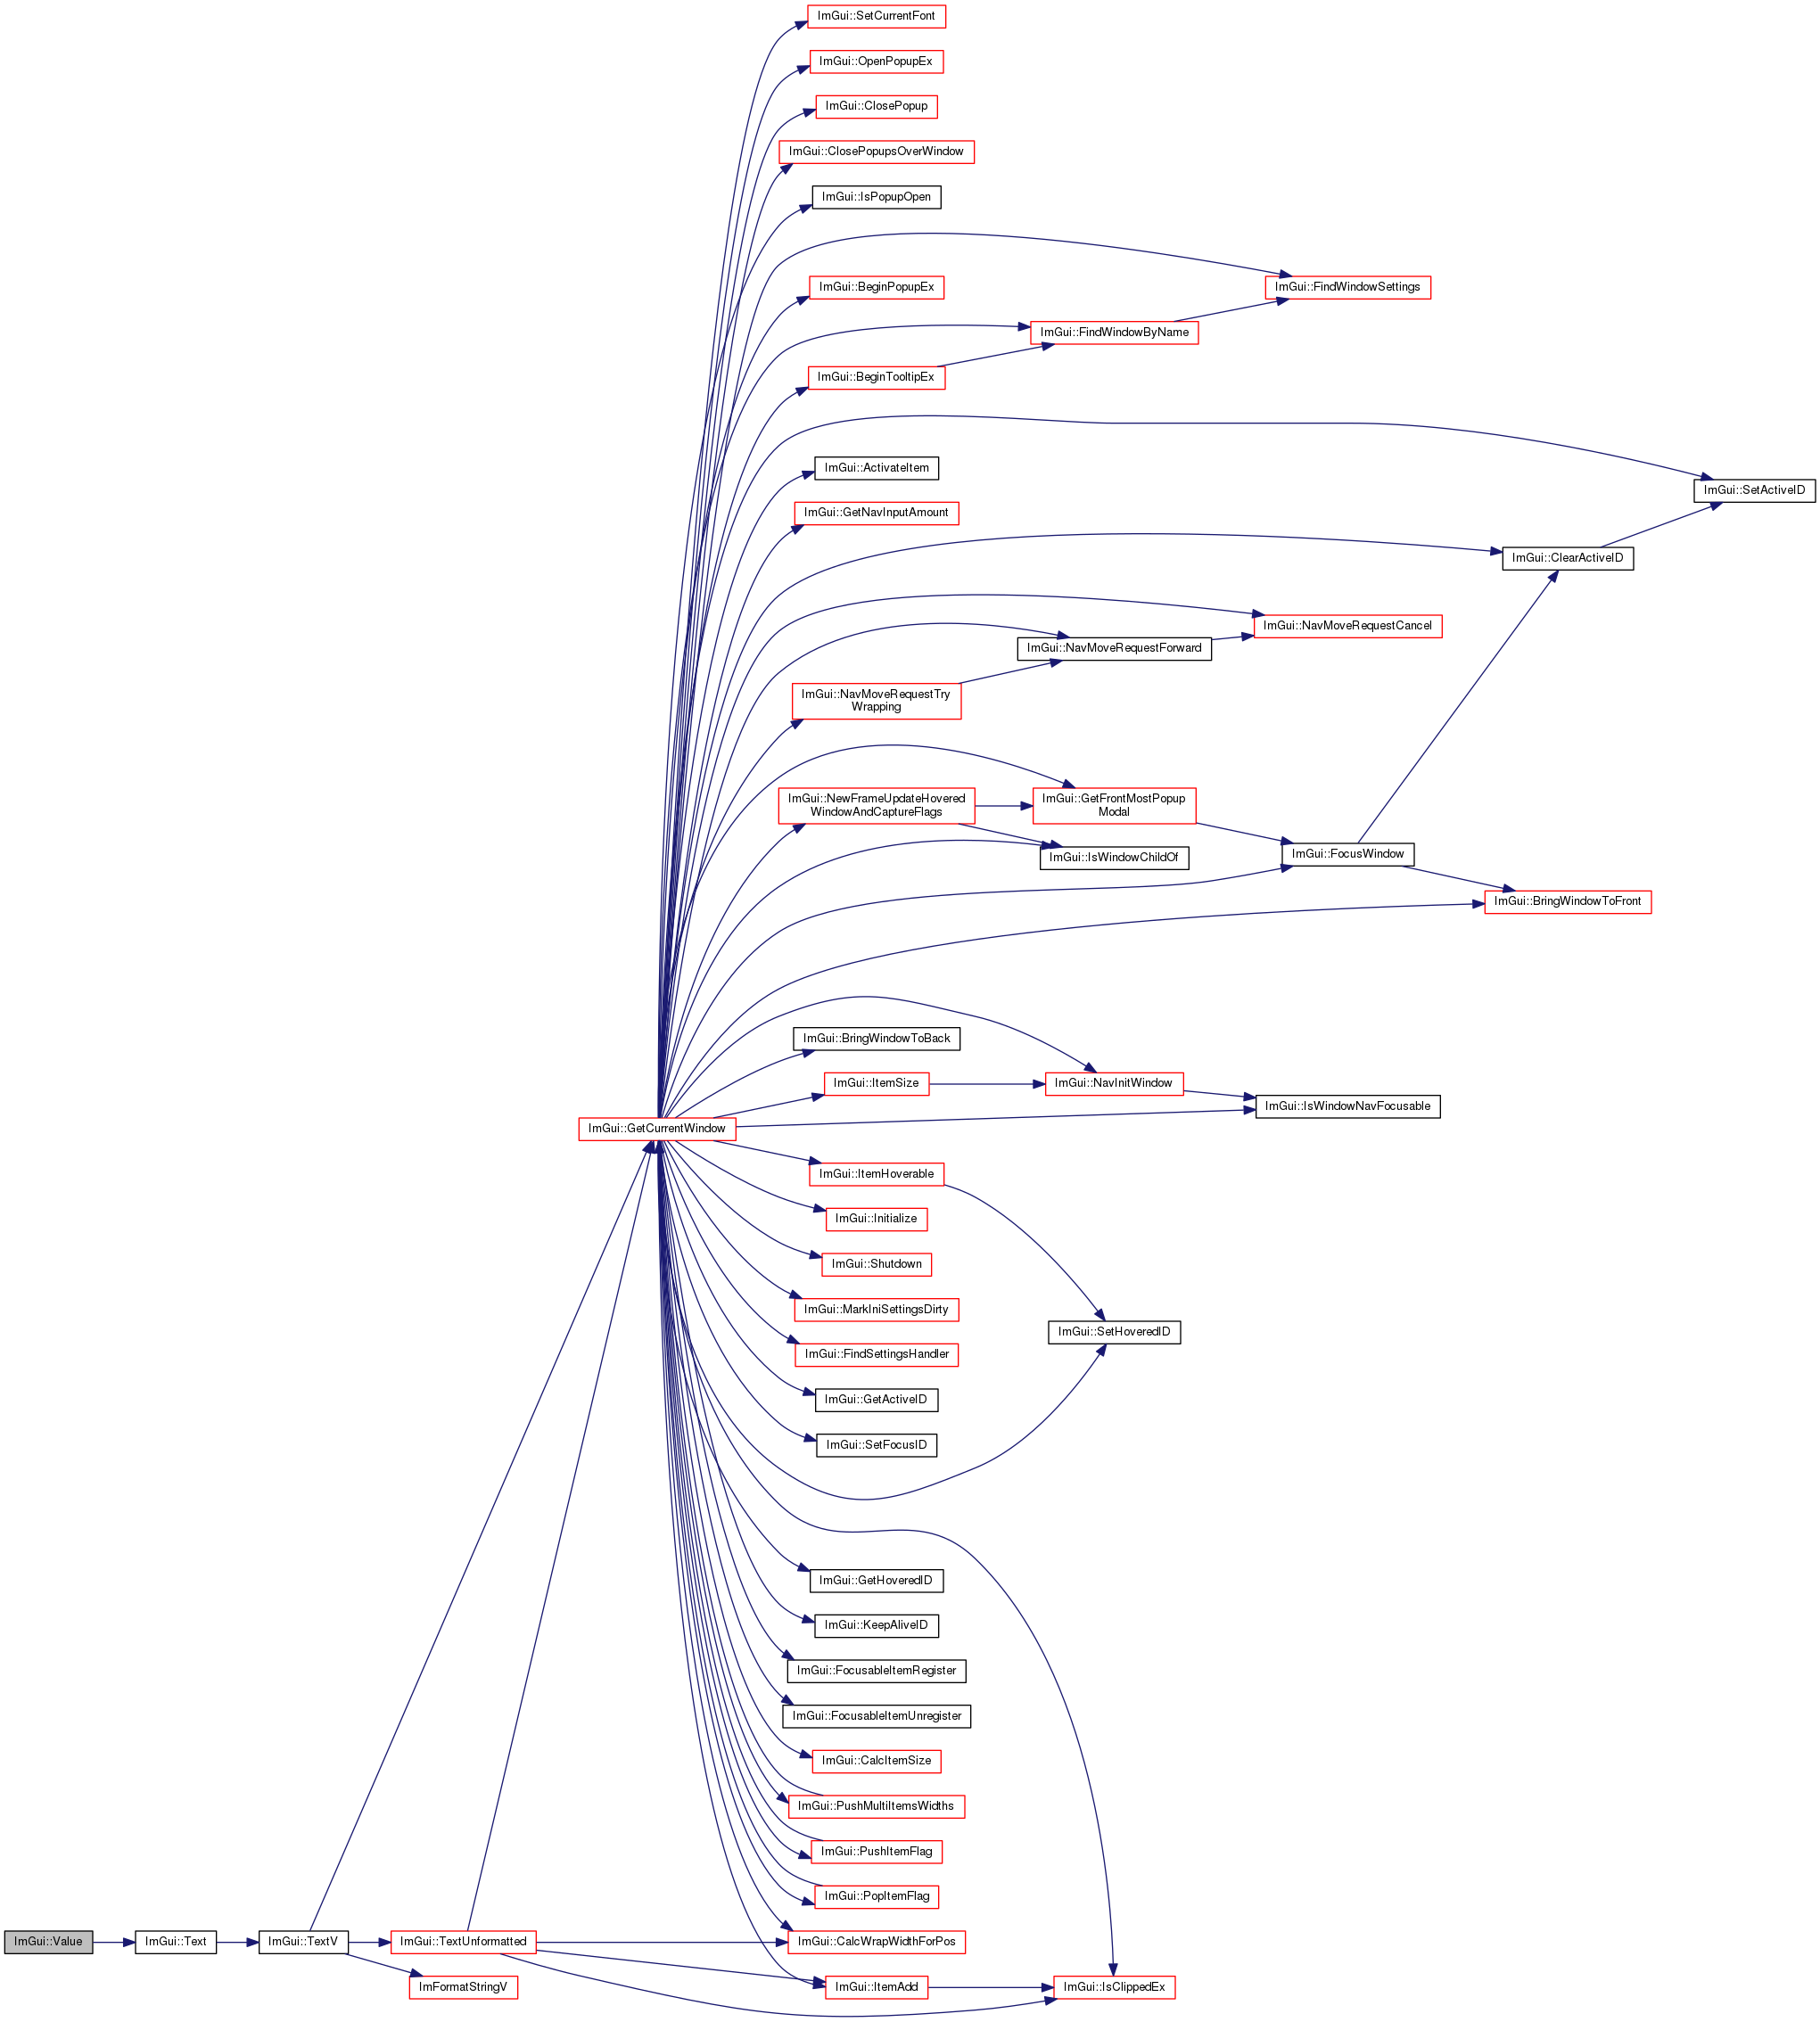 ImGui::SetCurrentFont
ImGui::OpenPopupEx
ImGui::ClosePopup
ImGui::ClosePopupsOverWindow
ImGui::IsPopupOpen
ImGui::FindWindowSettings
ImGui::BeginPopupEx
ImGui::FindWindowByName
ImGui::BeginTooltipEx
ImGui::ActivateItem
ImGui::SetActiveID
ImGui::GetNavInputAmount
ImGui::ClearActiveID
ImGui::NavMoveRequestCancel
ImGui::NavMoveRequestForward
ImGui::NavMoveRequestTry
Wrapping
ImGui::NewFrameUpdateHovered
WindowAndCaptureFlags
ImGui::GetFrontMostPopup
Modal
ImGui::IsWindowChildOf
ImGui::FocusWindow
ImGui::BringWindowToFront
ImGui::BringWindowToBack
ImGui::ItemSize
ImGui::NavInitWindow
ImGui::IsWindowNavFocusable
ImGui::GetCurrentWindow
ImGui::ItemHoverable
ImGui::Initialize
ImGui::Shutdown
ImGui::MarkIniSettingsDirty
ImGui::SetHoveredID
ImGui::FindSettingsHandler
ImGui::GetActiveID
ImGui::SetFocusID
ImGui::GetHoveredID
ImGui::KeepAliveID
ImGui::FocusableItemRegister
ImGui::FocusableItemUnregister
ImGui::CalcItemSize
ImGui::PushMultiItemsWidths
ImGui::PushItemFlag
ImGui::PopItemFlag
ImGui::Value
ImGui::Text
ImGui::TextV
ImGui::TextUnformatted
ImGui::CalcWrapWidthForPos
ImFormatStringV
ImGui::ItemAdd
ImGui::IsClippedEx